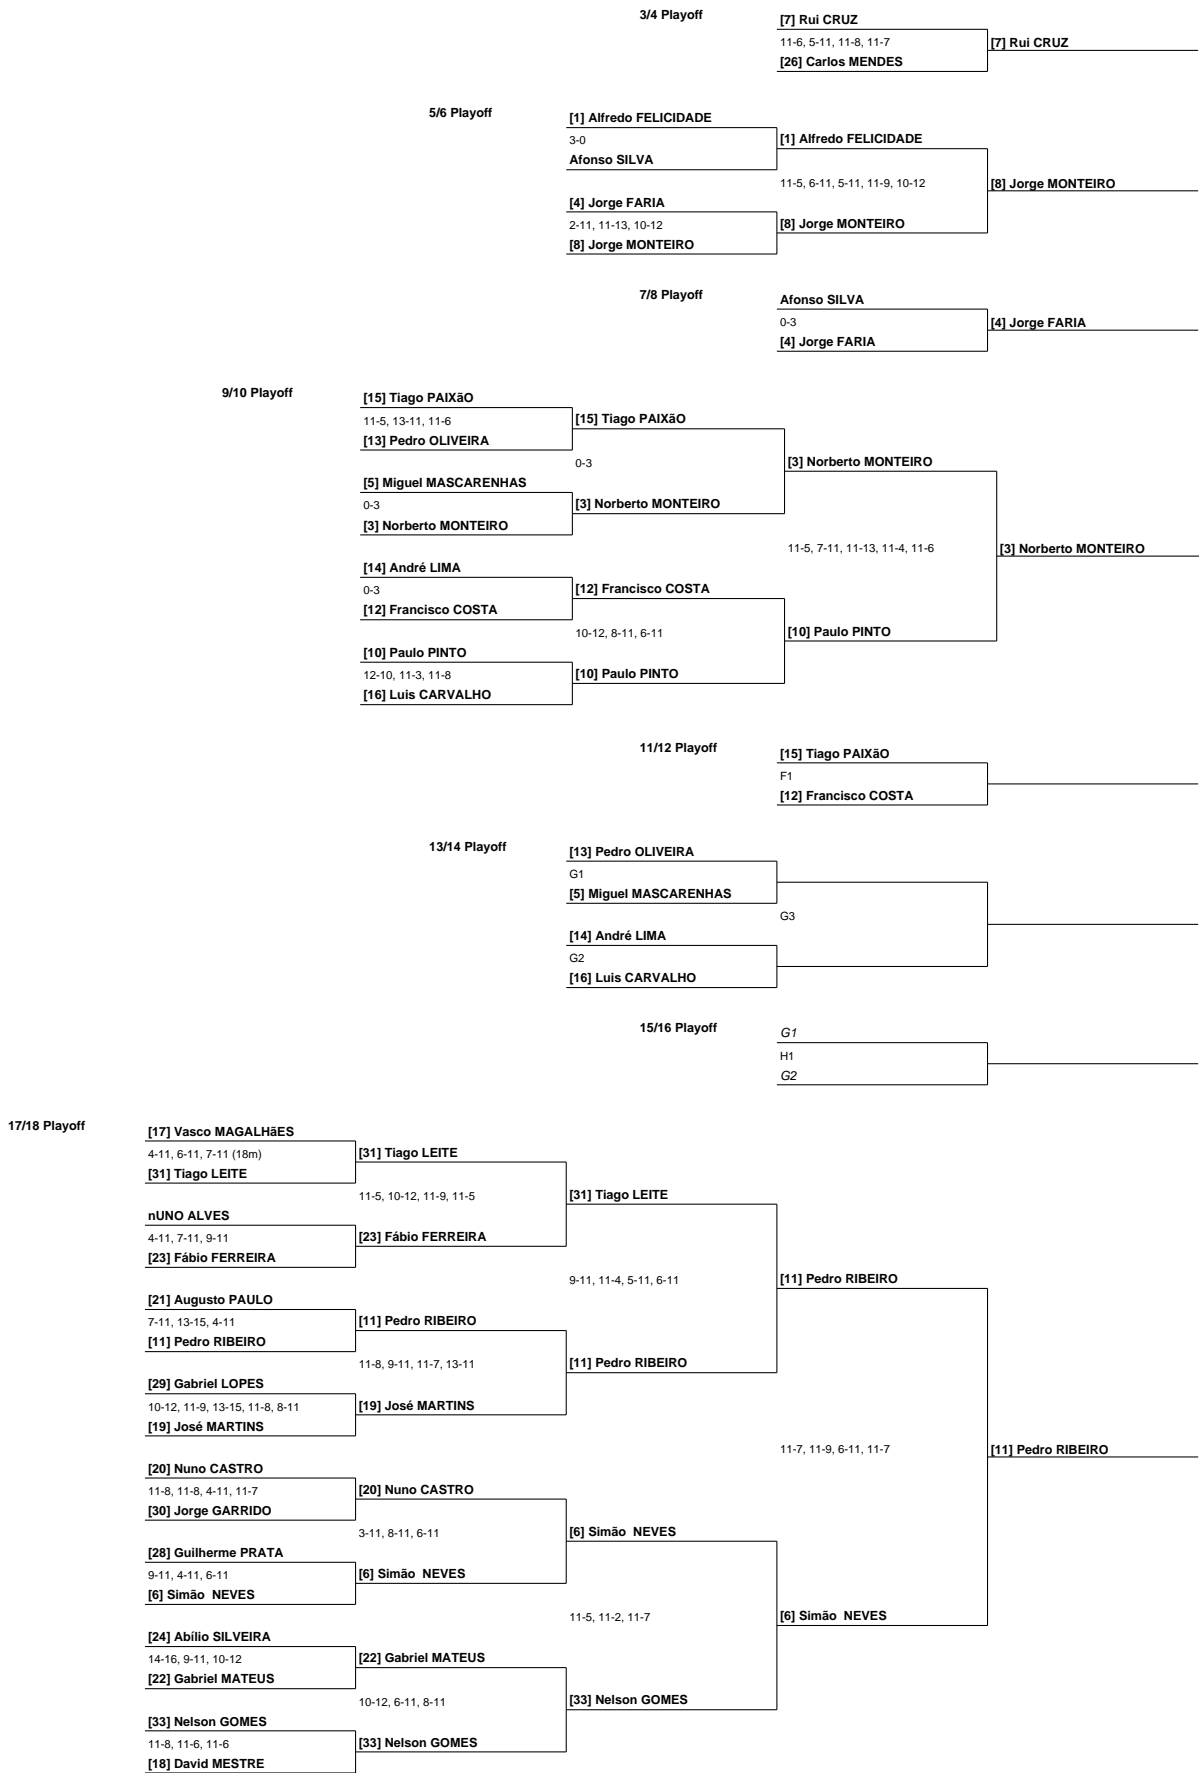 3/4 Playoff
[7] Rui CRUZ
11-6, 5-11, 11-8, 11-7
[7] Rui CRUZ
[26] Carlos MENDES
5/6 Playoff
[1] Alfredo FELICIDADE
3-0
[1] Alfredo FELICIDADE
Afonso SILVA
11-5, 6-11, 5-11, 11-9, 10-12
[8] Jorge MONTEIRO
[4] Jorge FARIA
2-11, 11-13, 10-12
[8] Jorge MONTEIRO
[8] Jorge MONTEIRO
7/8 Playoff
Afonso SILVA
0-3
[4] Jorge FARIA
[4] Jorge FARIA
9/10 Playoff
[15] Tiago PAIXãO
11-5, 13-11, 11-6
[15] Tiago PAIXãO
[13] Pedro OLIVEIRA
0-3
[3] Norberto MONTEIRO
[5] Miguel MASCARENHAS
0-3
[3] Norberto MONTEIRO
[3] Norberto MONTEIRO
11-5, 7-11, 11-13, 11-4, 11-6
[3] Norberto MONTEIRO
[14] André LIMA
0-3
[12] Francisco COSTA
[12] Francisco COSTA
10-12, 8-11, 6-11
[10] Paulo PINTO
[10] Paulo PINTO
12-10, 11-3, 11-8
[10] Paulo PINTO
[16] Luis CARVALHO
11/12 Playoff
[15] Tiago PAIXãO
F1
[12] Francisco COSTA
13/14 Playoff
[13] Pedro OLIVEIRA
G1
[5] Miguel MASCARENHAS
G3
[14] André LIMA
G2
[16] Luis CARVALHO
15/16 Playoff
G1
H1
G2
17/18 Playoff
[17] Vasco MAGALHãES
4-11, 6-11, 7-11 (18m)
[31] Tiago LEITE
[31] Tiago LEITE
11-5, 10-12, 11-9, 11-5
[31] Tiago LEITE
nUNO ALVES
4-11, 7-11, 9-11
[23] Fábio FERREIRA
[23] Fábio FERREIRA
9-11, 11-4, 5-11, 6-11
[11] Pedro RIBEIRO
[21] Augusto PAULO
7-11, 13-15, 4-11
[11] Pedro RIBEIRO
[11] Pedro RIBEIRO
11-8, 9-11, 11-7, 13-11
[11] Pedro RIBEIRO
[29] Gabriel LOPES
10-12, 11-9, 13-15, 11-8, 8-11
[19] José MARTINS
[19] José MARTINS
11-7, 11-9, 6-11, 11-7
[11] Pedro RIBEIRO
[20] Nuno CASTRO
11-8, 11-8, 4-11, 11-7
[20] Nuno CASTRO
[30] Jorge GARRIDO
3-11, 8-11, 6-11
[6] Simão NEVES
[28] Guilherme PRATA
9-11, 4-11, 6-11
[6] Simão NEVES
[6] Simão NEVES
11-5, 11-2, 11-7
[6] Simão NEVES
[24] Abílio SILVEIRA
14-16, 9-11, 10-12
[22] Gabriel MATEUS
[22] Gabriel MATEUS
10-12, 6-11, 8-11
[33] Nelson GOMES
[33] Nelson GOMES
11-8, 11-6, 11-6
[33] Nelson GOMES
[18] David MESTRE